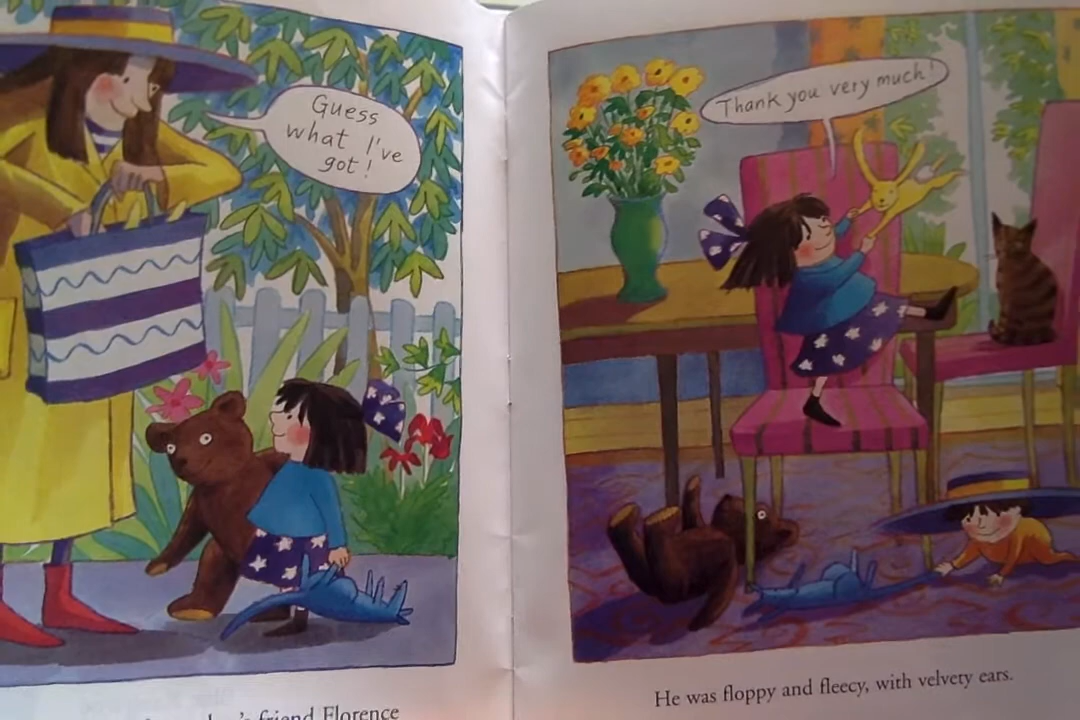 Guess
what I've
got!
friend Florence
Thank you very much!
He was floppy and fleecy, with velvety ears.